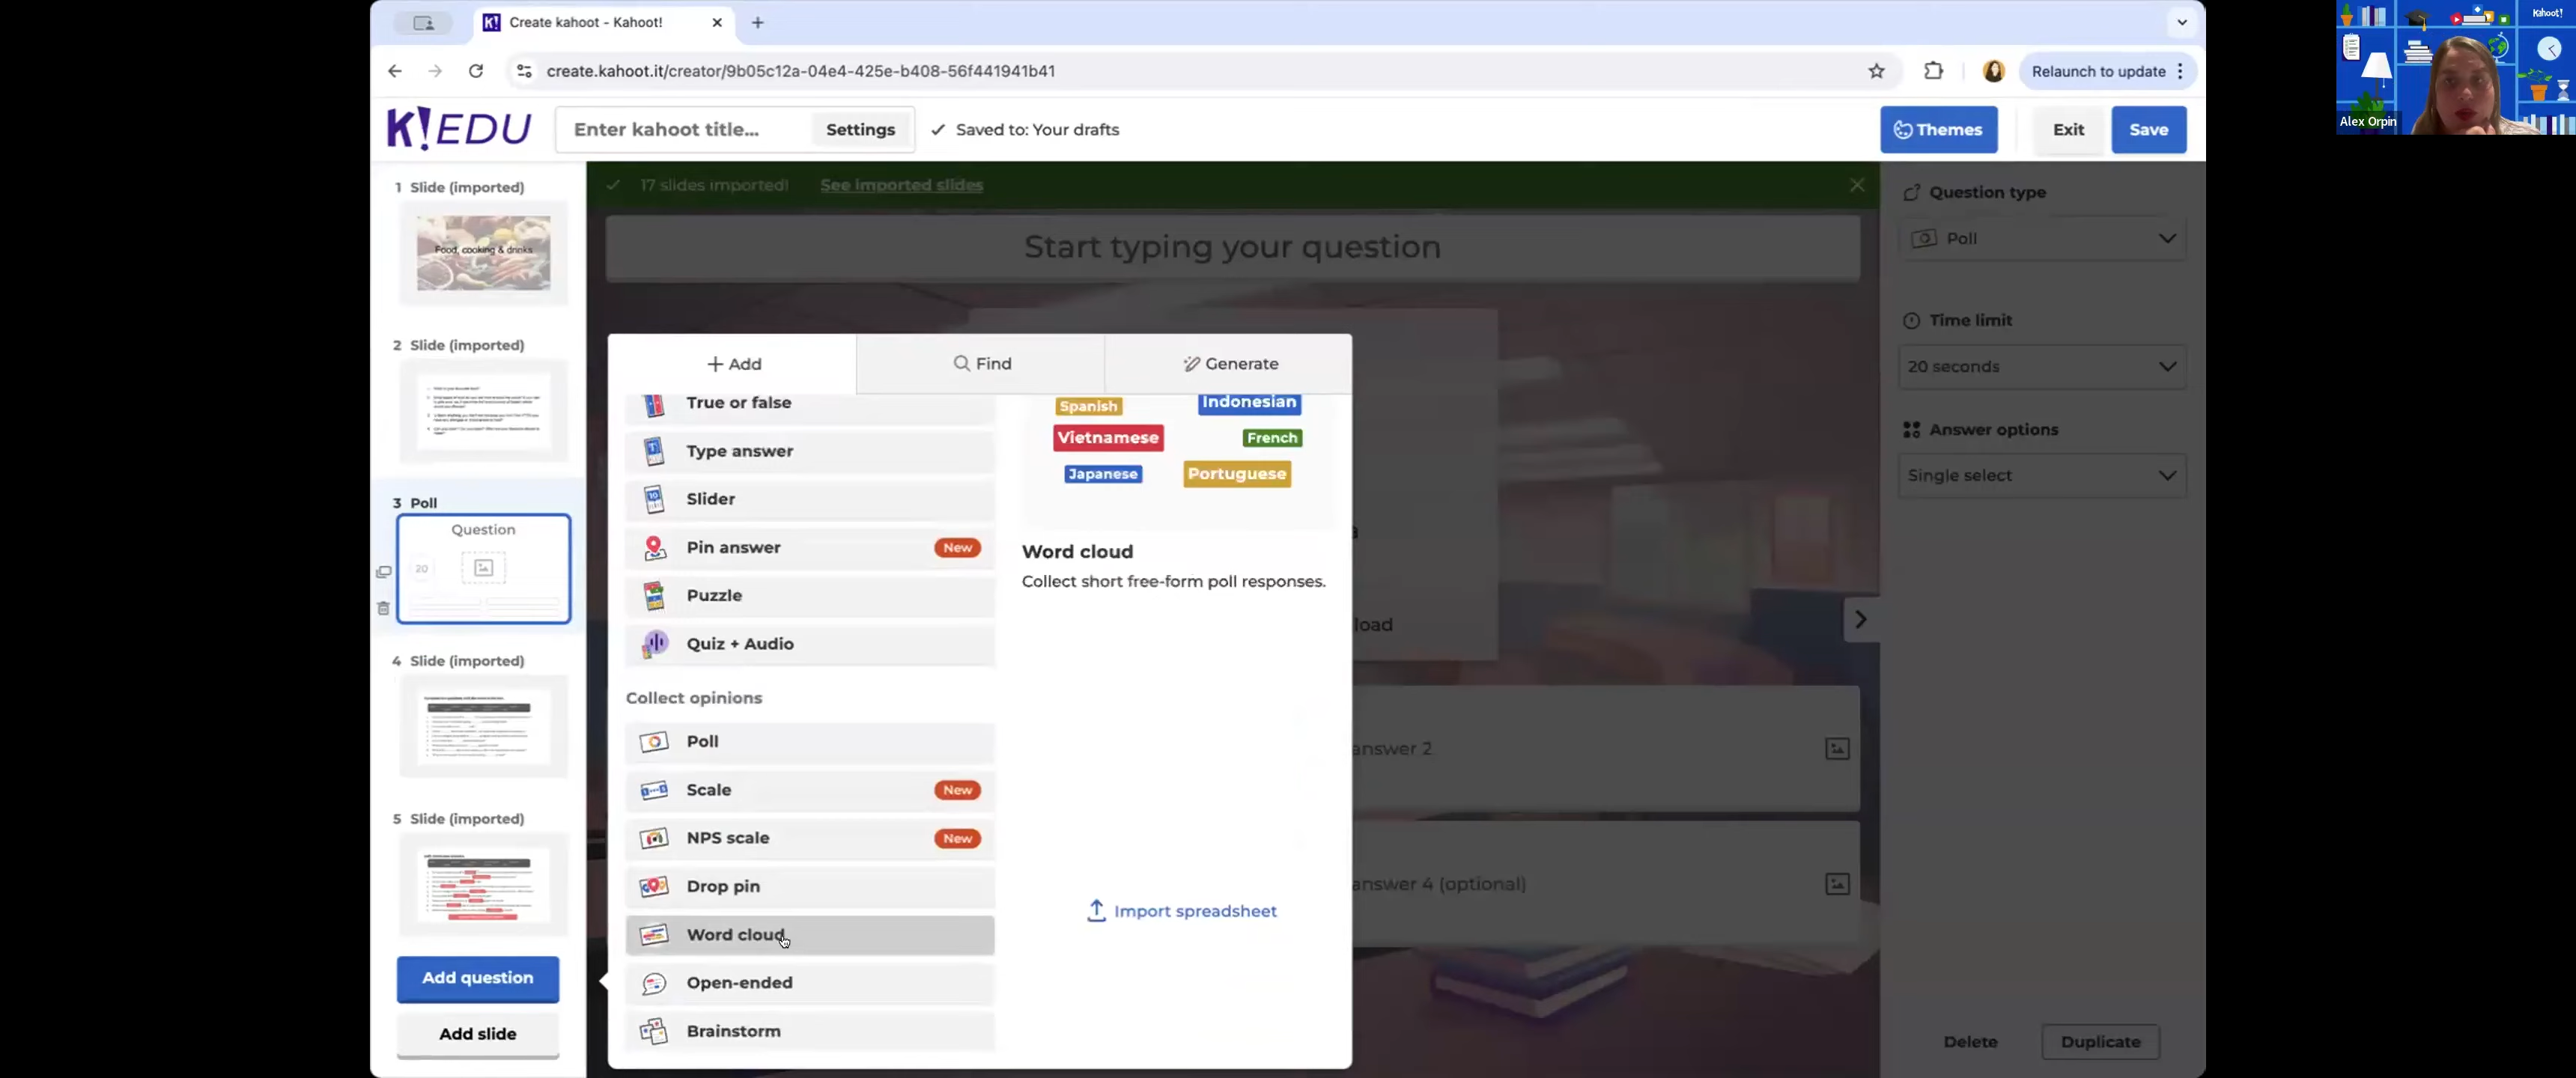 Create kahoot - Kahoot!
create.kahoot.it/creator/9b05c12a-04e4-425e-b408-56f441941b41
Relaunch to update
K!EDU
Enter kahoot title...
Settings
Saved to: Your drafts
Themes
Exit
Save
1 Slide (imported)
Food, cooking & drinks
2 Slide (imported)
3 Poll
Question
20
4 Slide (imported)
5 Slide (imported)
Add question
Add slide
17 slides imported!
See imported slides
Start typing your question
Add
Find
Generate
True or false
Type answer
Slider
Pin answer
New
Puzzle
Quiz + Audio
Collect opinions
Poll
Scale
New
NPS scale
New
Drop pin
Word cloud
Open-ended
Brainstorm
Spanish
Indonesian
Vietnamese
French
Japanese
Portuguese
Word cloud
Collect short free-form poll responses.
Import spreadsheet
load
answer 2
answer 4 (optional)
Question type
Poll
Time limit
20 seconds
Answer options
Single select
Delete
Duplicate
Kahoot!
Alex Orpin